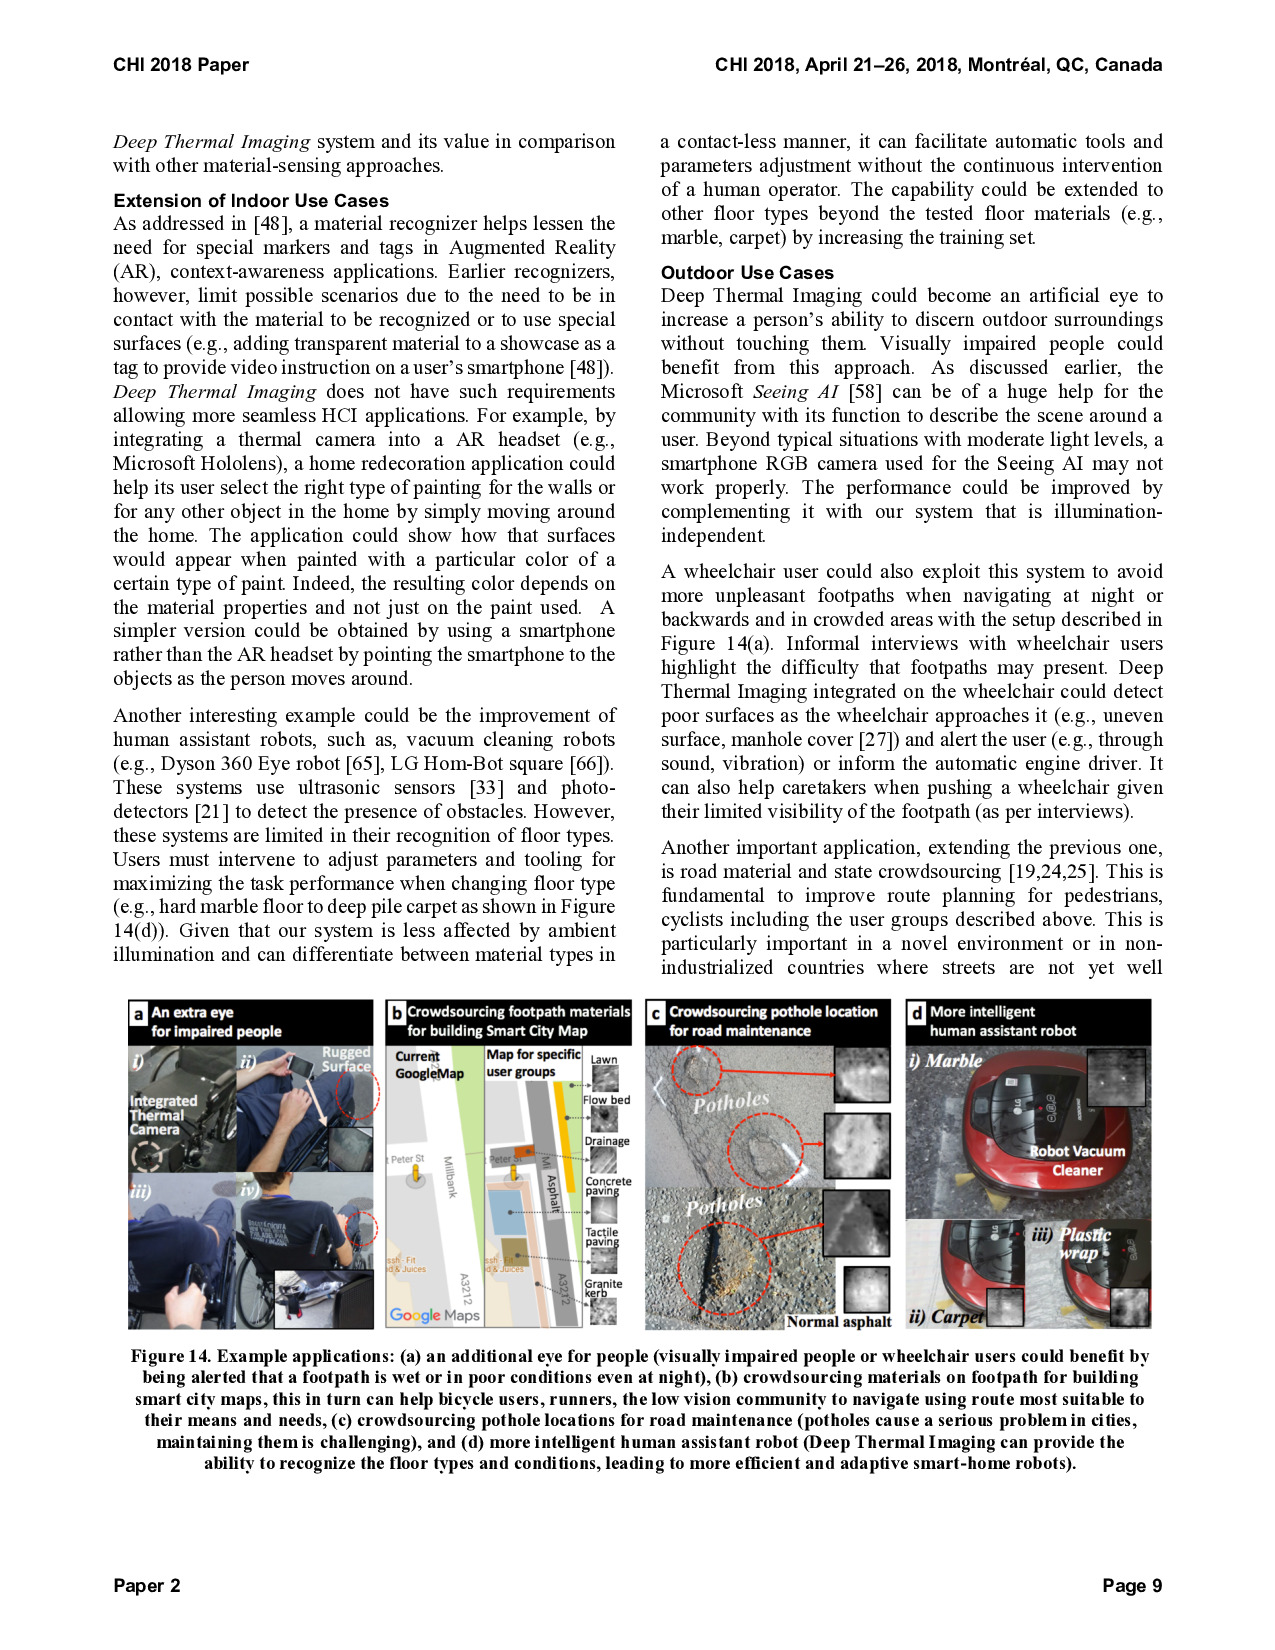 CHI 2018 Paper
CHI 2018, April 21–26, 2018, Montréal, QC, Canada
Deep Thermal Imaging system and its value in comparison
with other material-sensing approaches.
Extension of Indoor Use Cases
As addressed in [48], a material recognizer helps lessen the
need for special markers and tags in Augmented Reality
(AR), context-awareness applications. Earlier recognizers,
however, limit possible scenarios due to the need to be in
contact with the material to be recognized or to use special
surfaces (e.g., adding transparent material to a showcase as a
tag to provide video instruction on a user's smartphone [48]).
Deep Thermal Imaging does not have such requirements
allowing more seamless HCI applications. For example, by
integrating a thermal camera into a AR headset (e.g.,
Microsoft Hololens), a home redecoration application could
help its user select the right type of painting for the walls or
for any other object in the home by simply moving around
the home. The application could show how that surfaces
would appear when painted with a particular color of a
certain type of paint. Indeed, the resulting color depends on
the material properties and not just on the paint used. A
simpler version could be obtained by using a smartphone
rather than the AR headset by pointing the smartphone to the
objects as the person moves around.
Another interesting example could be the improvement of
human assistant robots, such as, vacuum cleaning robots
(e.g., Dyson 360 Eye robot [65], LG Hom-Bot square [66]).
These systems use ultrasonic sensors [33] and photo-
detectors [21] to detect the presence of obstacles. However,
these systems are limited in their recognition of floor types.
Users must intervene to adjust parameters and tooling for
maximizing the task performance when changing floor type
(e.g., hard marble floor to deep pile carpet as shown in Figure
14(d)). Given that our system is less affected by ambient
illumination and can differentiate between material types in
a contact-less manner, it can facilitate automatic tools and
parameters adjustment without the continuous intervention
of a human operator. The capability could be extended to
other floor types beyond the tested floor materials (e.g.,
marble, carpet) by increasing the training set.
Outdoor Use Cases
Deep Thermal Imaging could become an artificial eye to
increase a person's ability to discern outdoor surroundings
without touching them. Visually impaired people could
benefit from this approach. As discussed earlier, the
Microsoft Seeing AI [58] can be of a huge help for the
community with its function to describe the scene around a
user. Beyond typical situations with moderate light levels, a
smartphone RGB camera used for the Seeing AI may not
work properly. The performance could be improved by
complementing it with our system that is illumination-
independent.
A wheelchair user could also exploit this system to avoid
more unpleasant footpaths when navigating at night or
backwards and in crowded areas with the setup described in
Figure 14(a). Informal interviews with wheelchair users
highlight the difficulty that footpaths may present. Deep
Thermal Imaging integrated on the wheelchair could detect
poor surfaces as the wheelchair approaches it (e.g., uneven
surface, manhole cover [27]) and alert the user (e.g., through
sound, vibration) or inform the automatic engine driver. It
can also help caretakers when pushing a wheelchair given
their limited visibility of the footpath (as per interviews).
Another important application, extending the previous one,
is road material and state crowdsourcing [19,24,25]. This is
fundamental to improve route planning for pedestrians,
cyclists including the user groups described above. This is
particularly important in a novel environment or in non-
industrialized countries where streets are not yet well
a An extra eye
for impaired people
i)
ii)
Rugged
Surface
Integrated
Thermal
Camera
iii)
iv)
b Crowdsourcing footpath materials
for building Smart City Map
Current
GoogleMap
Map for specific
user groups
Lawn
Flow bed
Drainage
Concrete
paving
Tactile
paving
Granite
kerb
t Peter St
Millbank
A3212
ssh · Fit
d & Juices
Google Maps
Peter St
Asphalt
A3212
c Crowdsourcing pothole location
for road maintenance
Potholes
Potholes
Normal asphalt
d More intelligent
human assistant robot
i) Marble
LG
Robot Vacuum
Cleaner
iii) Plastic
wrap
ii) Carpet
Figure 14. Example applications: (a) an additional eye for people (visually impaired people or wheelchair users could benefit by
being alerted that a footpath is wet or in poor conditions even at night), (b) crowdsourcing materials on footpath for building
smart city maps, this in turn can help bicycle users, runners, the low vision community to navigate using route most suitable to
their means and needs, (c) crowdsourcing pothole locations for road maintenance (potholes cause a serious problem in cities,
maintaining them is challenging), and (d) more intelligent human assistant robot (Deep Thermal Imaging can provide the
ability to recognize the floor types and conditions, leading to more efficient and adaptive smart-home robots).
Paper 2
Page 9